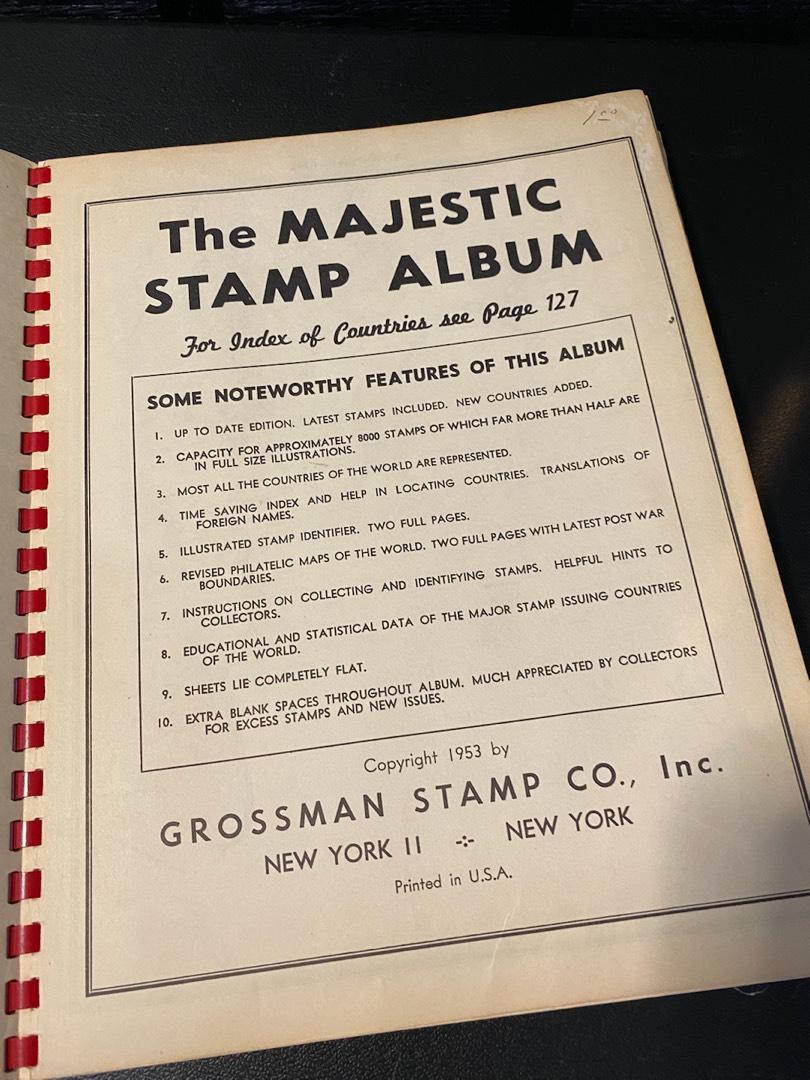 1.50
The MAJESTIC
STAMP ALBUM
For Index of Countries see Page 127
SOME NOTEWORTHY FEATURES OF THIS ALBUM
1. UP TO DATE EDITION. LATEST STAMPS INCLUDED. NEW COUNTRIES ADDED.
2. CAPACITY FOR APPROXIMATELY 8000 STAMPS OF WHICH FAR MORE THAN HALF ARE
IN FULL SIZE ILLUSTRATIONS.
3. MOST ALL THE COUNTRIES OF THE WORLD ARE REPRESENTED.
4. TIME SAVING INDEX AND HELP IN LOCATING COUNTRIES. TRANSLATIONS OF
FOREIGN NAMES.
5. ILLUSTRATED STAMP IDENTIFIER. TWO FULL PAGES.
6. REVISED PHILATELIC MAPS OF THE WORLD. TWO FULL PAGES WITH LATEST POST WAR
BOUNDARIES.
7. INSTRUCTIONS ON COLLECTING AND IDENTIFYING STAMPS. HELPFUL HINTS TO
COLLECTORS.
8. EDUCATIONAL AND STATISTICAL DATA OF THE MAJOR STAMP ISSUING COUNTRIES
OF THE WORLD.
9. SHEETS LIE COMPLETELY FLAT.
10. EXTRA BLANK SPACES THROUGHOUT ALBUM. MUCH APPRECIATED BY COLLECTORS
FOR EXCESS STAMPS AND NEW ISSUES.
Copyright 1953 by
GROSSMAN STAMP CO., Inc.
NEW YORK 11 -:- NEW YORK
Printed in U.S.A.